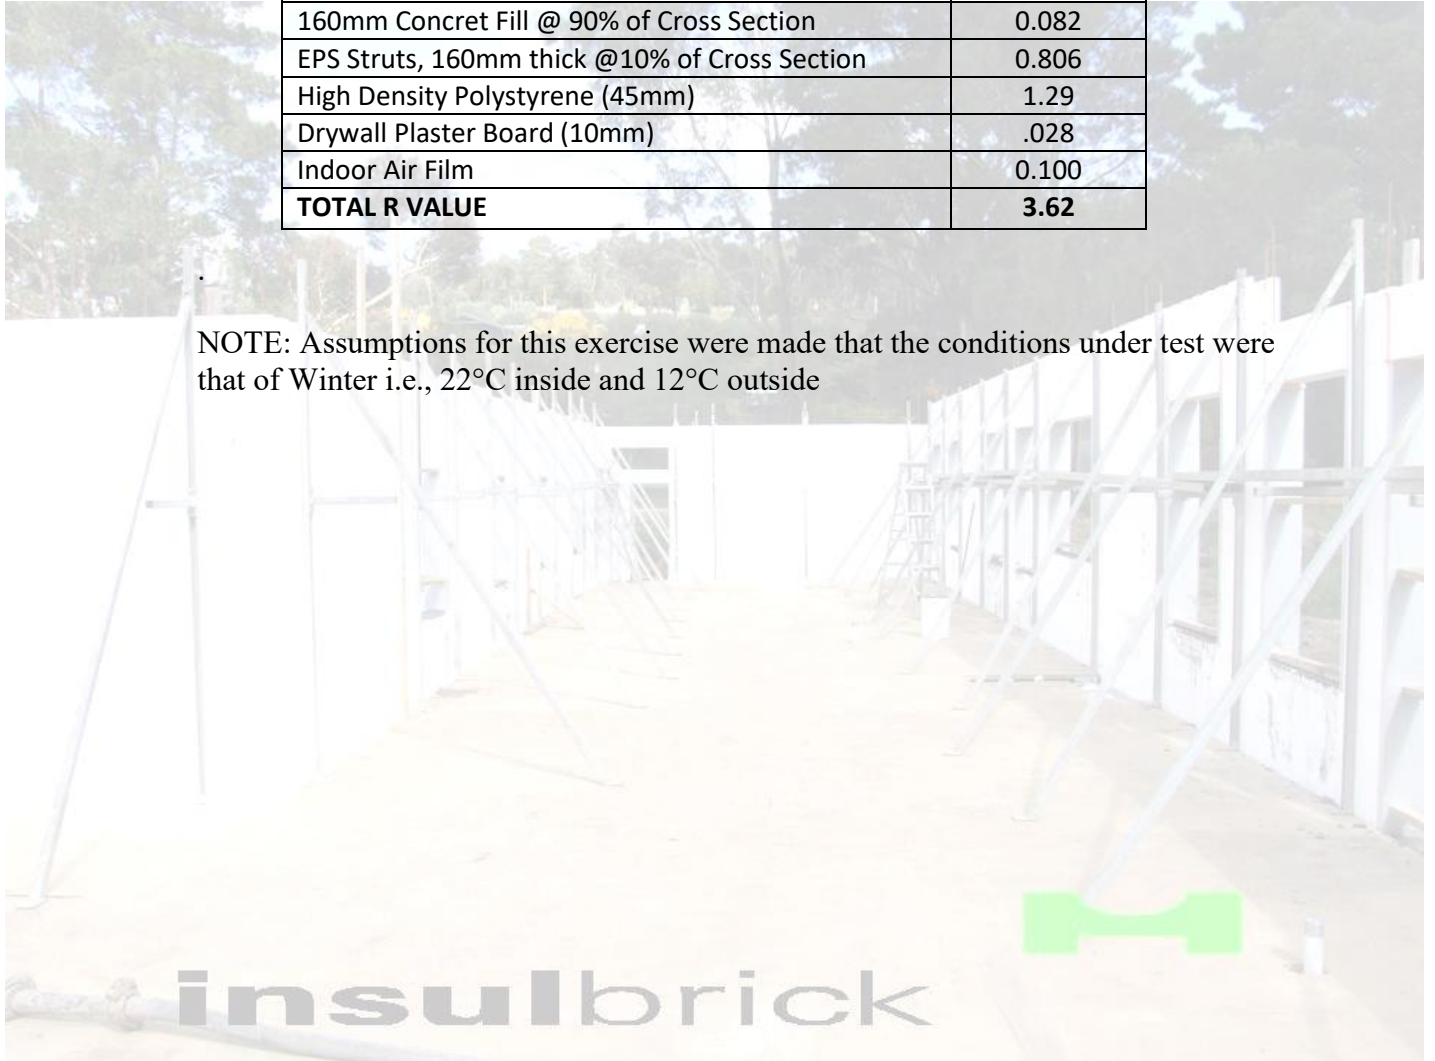 160mm Concret Fill @ 90% of Cross Section 0.082
EPS Struts, 160mm thick @10% of Cross Section 0.806
High Density Polystyrene (45mm) 1.29
Drywall Plaster Board (10mm) .028
Indoor Air Film 0.100
TOTAL R VALUE 3.62
.
NOTE: Assumptions for this exercise were made that the conditions under test were
that of Winter i.e., 22°C inside and 12°C outside
insulbrick